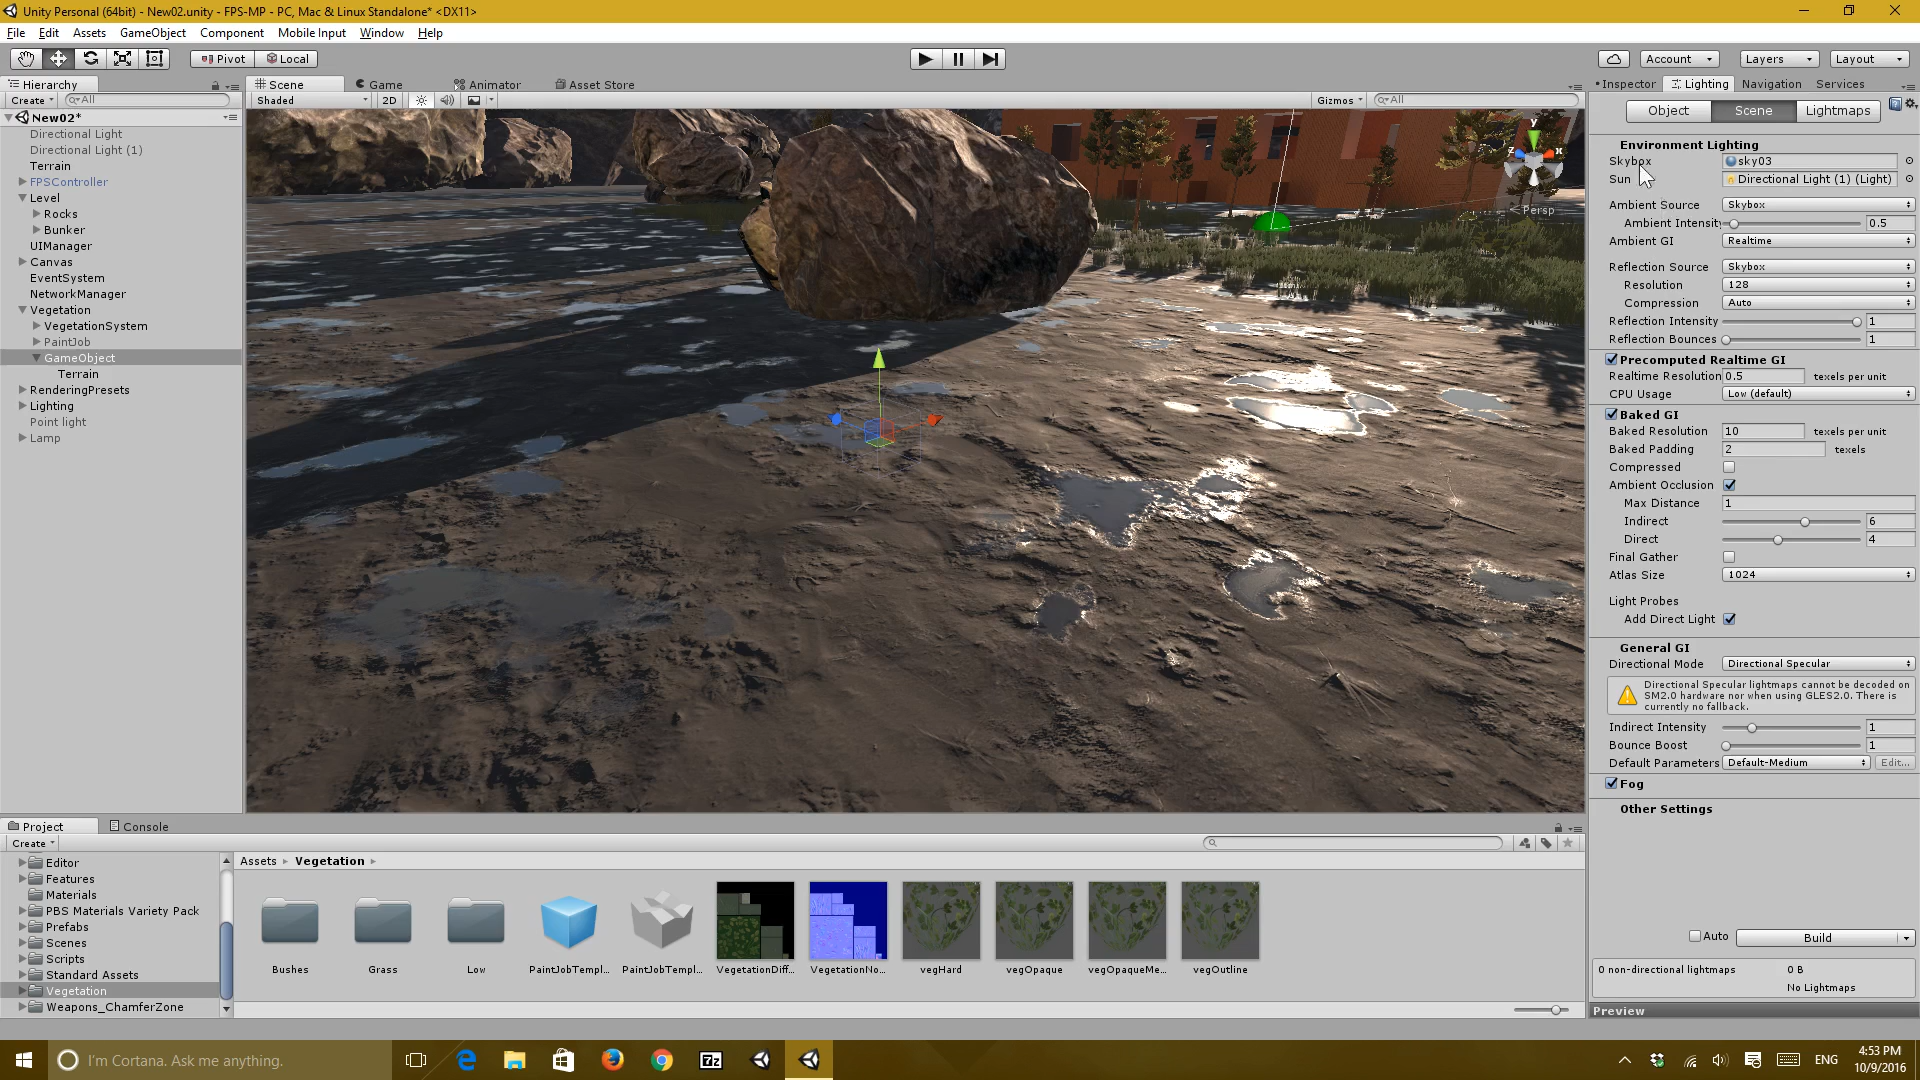 Unity Personal (64bit) - New02.unity - FPS-MP - PC, Mac & Linux Standalone* <DX11>
File Edit Assets GameObject Component Mobile Input Window Help
Pivot Local Account Layers Layout
Hierarchy
Create All
New02*
Directional Light
Directional Light (1)
Terrain
FPSController
Level
Rocks
Bunker
UIManager
Canvas
EventSystem
NetworkManager
Vegetation
VegetationSystem
PaintJob
GameObject
Terrain
RenderingPresets
Lighting
Point light
Lamp
Scene Game Animator Asset Store
Shaded 2D Gizmos All
y
z x
Persp
Inspector Lighting Navigation Services
Object Scene Lightmaps
Environment Lighting
Skybox sky03
Sun Directional Light (1) (Light)
Ambient Source Skybox
Ambient Intensity 0.5
Ambient GI Realtime
Reflection Source Skybox
Resolution 128
Compression Auto
Reflection Intensity 1
Reflection Bounces 1
Precomputed Realtime GI
Realtime Resolution 0.5 texels per unit
CPU Usage Low (default)
Baked GI
Baked Resolution 10 texels per unit
Baked Padding 2 texels
Compressed
Ambient Occlusion
Max Distance 1
Indirect 6
Direct 4
Final Gather
Atlas Size 1024
Light Probes
Add Direct Light
General GI
Directional Mode Directional Specular
Directional Specular lightmaps cannot be decoded on
SM2.0 hardware nor when using GLES2.0. There is
currently no fallback.
Indirect Intensity 1
Bounce Boost 1
Default Parameters Default-Medium Edit...
Fog
Other Settings
Auto Build
0 non-directional lightmaps 0 B
No Lightmaps
Preview
Project Console
Create
Editor
Features
Materials
PBS Materials Variety Pack
Prefabs
Scenes
Scripts
Standard Assets
Vegetation
Weapons_ChamferZone
Assets Vegetation
Bushes Grass Low PaintJobTempl... PaintJobTempl... VegetationDiff... VegetationNo... vegHard vegOpaque vegOpaqueMe... vegOutline
I'm Cortana. Ask me anything.
7z
ENG
4:53 PM
10/9/2016